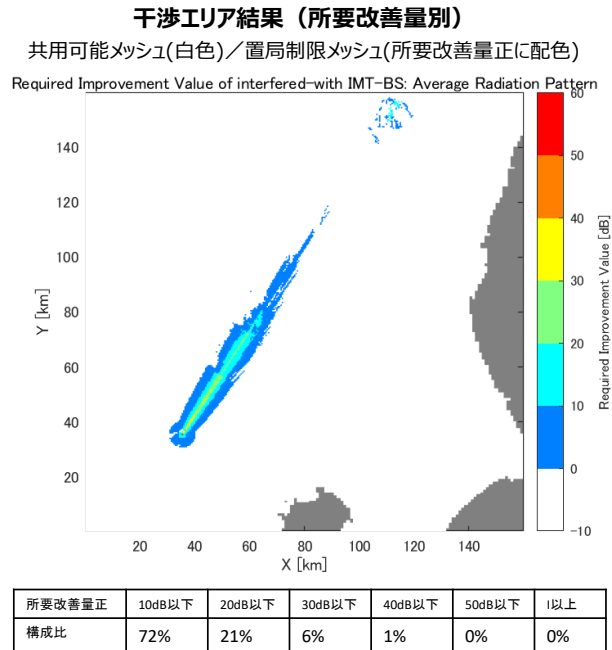 干渉エリア結果（所要改善量別）
共用可能メッシュ(白色)／置局制限メッシュ(所要改善量正に配色)
Required Improvement Value of interfered-with IMT-BS: Average Radiation Pattern
60
50
40
30
20
10
0
-10
Required Improvement Value [dB]
140
120
100
80
60
40
20
Y [km]
20 40 60 80 100 120 140
X [km]
所要改善量正 10dB以下 20dB以下 30dB以下 40dB以下 50dB以下 I以上
構成比 72% 21% 6% 1% 0% 0%